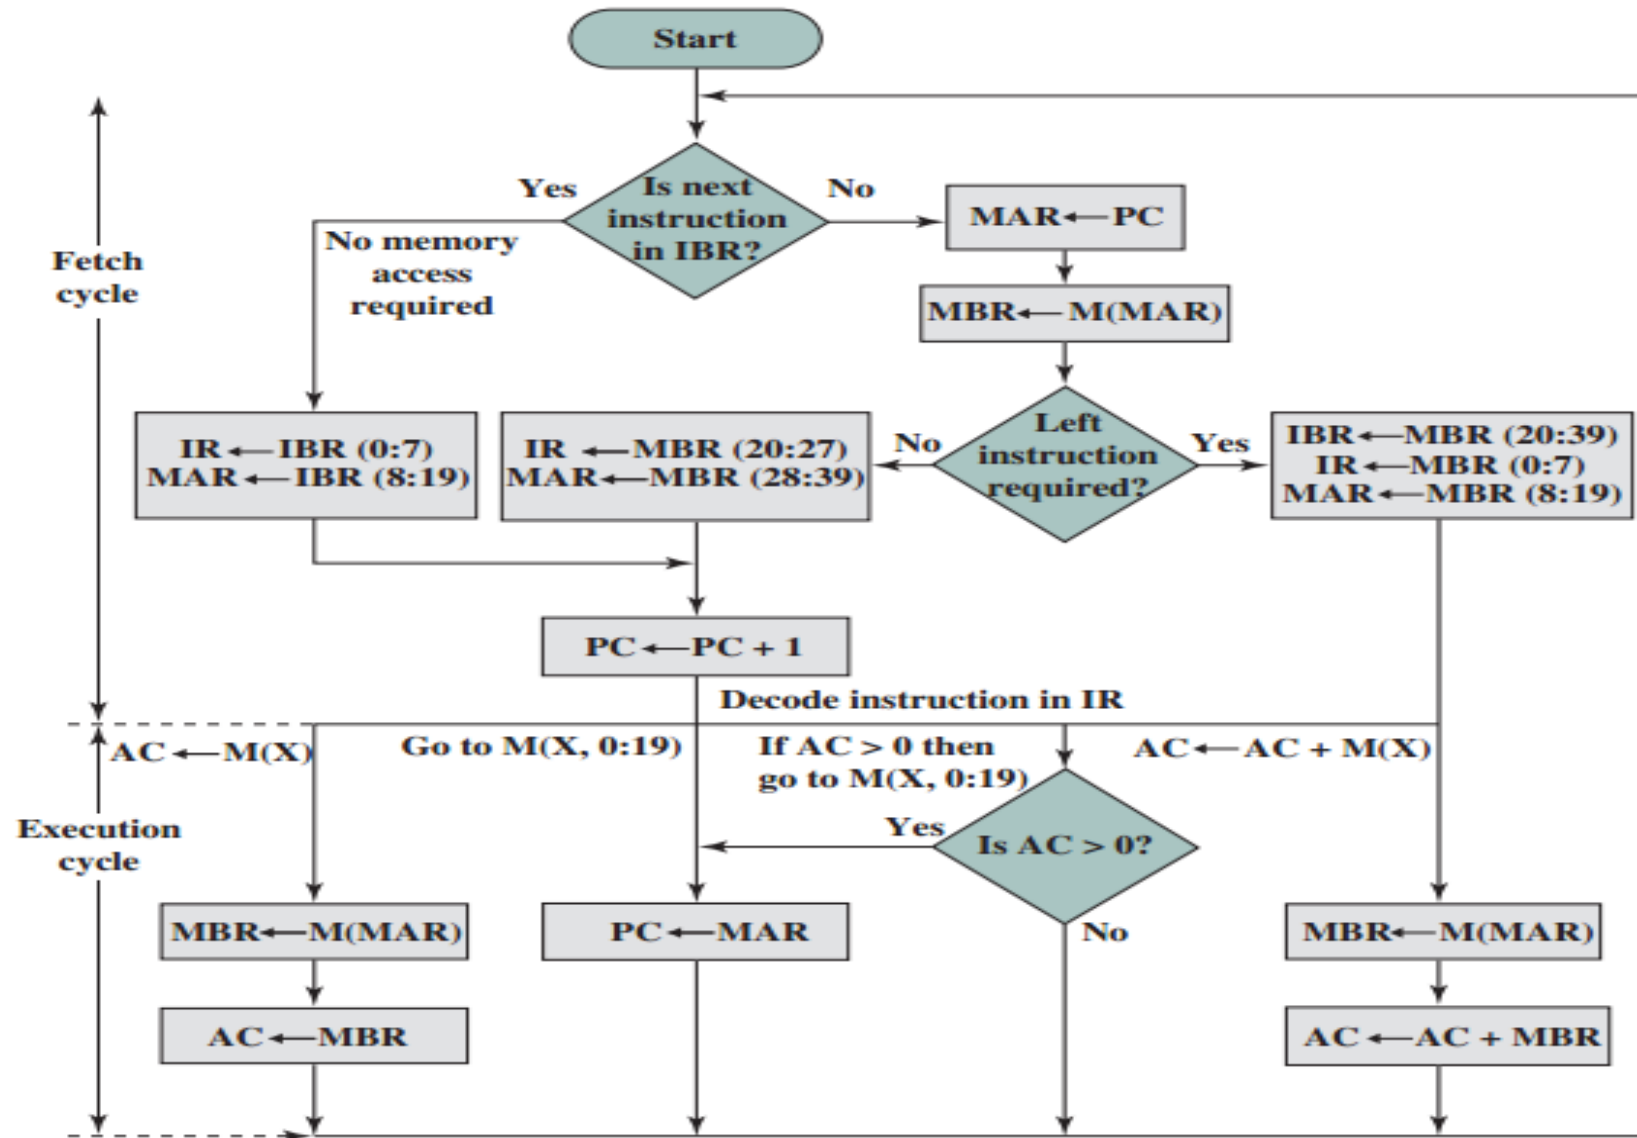 Start
Yes
Is next
instruction
in IBR?
No
MAR←PC
No memory
access
required
Fetch
cycle
MBR←M(MAR)
IR←IBR (0:7)
MAR←IBR (8:19)
IR←MBR (20:27)
MAR←MBR (28:39)
No
Left
instruction
required?
Yes
IBR←MBR (20:39)
IR←MBR (0:7)
MAR←MBR (8:19)
PC←PC + 1
Decode instruction in IR
AC←M(X)
Go to M(X, 0:19)
If AC > 0 then
go to M(X, 0:19)
AC←AC + M(X)
Execution
cycle
Yes
Is AC > 0?
No
MBR←M(MAR)
PC←MAR
MBR←M(MAR)
AC←MBR
AC←AC + MBR